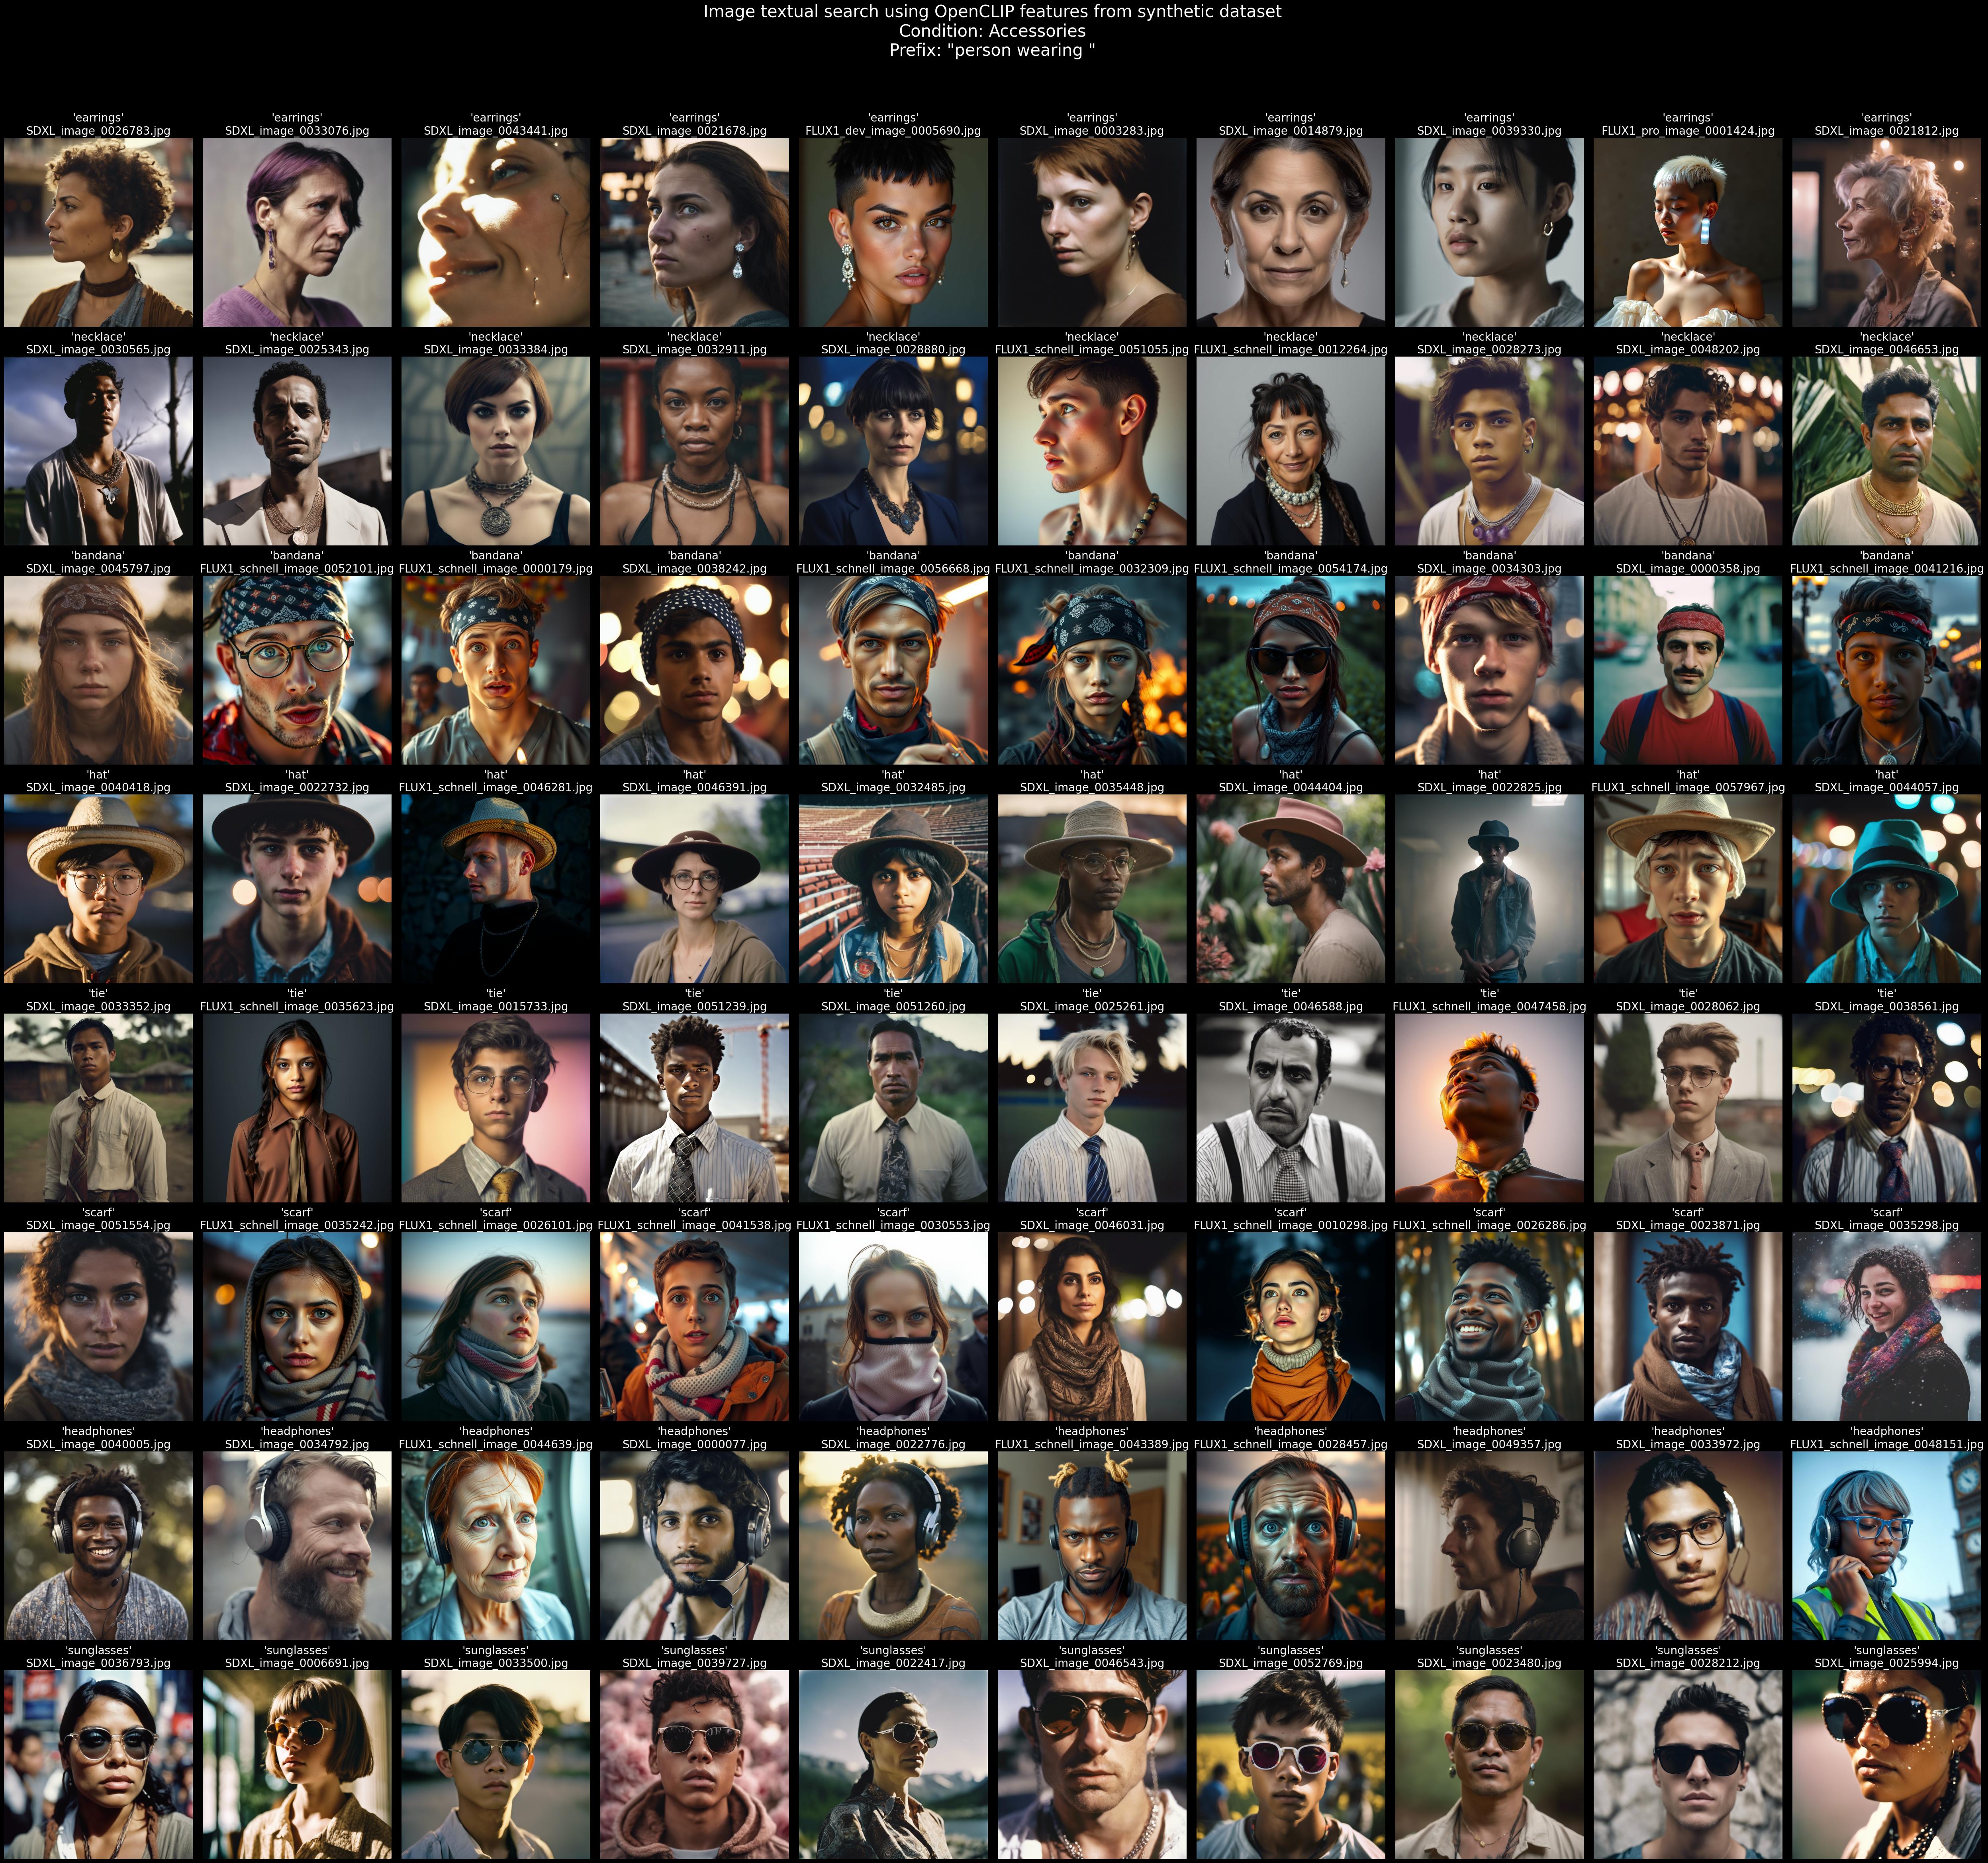 Image textual search using OpenCLIP features from synthetic dataset
Condition: Accessories
Prefix: "person wearing "
'earrings' 'earrings' 'earrings' 'earrings' 'earrings' 'earrings' 'earrings' 'earrings' 'earrings' 'earrings'
SDXL_image_0026783.jpg SDXL_image_0033076.jpg SDXL_image_0043441.jpg SDXL_image_0021678.jpg FLUX1_dev_image_0005690.jpg SDXL_image_0003283.jpg SDXL_image_0014879.jpg SDXL_image_0039330.jpg FLUX1_pro_image_0001424.jpg SDXL_image_0021812.jpg
'necklace' 'necklace' 'necklace' 'necklace' 'necklace' 'necklace' 'necklace' 'necklace' 'necklace' 'necklace'
SDXL_image_0030565.jpg SDXL_image_0025343.jpg SDXL_image_0033384.jpg SDXL_image_0032911.jpg SDXL_image_0028880.jpg FLUX1_schnell_image_0051055.jpg FLUX1_schnell_image_0012264.jpg SDXL_image_0028273.jpg SDXL_image_0048202.jpg SDXL_image_0046653.jpg
'bandana' 'bandana' 'bandana' 'bandana' 'bandana' 'bandana' 'bandana' 'bandana' 'bandana' 'bandana'
SDXL_image_0045797.jpg FLUX1_schnell_image_0052101.jpg FLUX1_schnell_image_0000179.jpg SDXL_image_0038242.jpg FLUX1_schnell_image_0056668.jpg FLUX1_schnell_image_0032309.jpg FLUX1_schnell_image_0054174.jpg SDXL_image_0034303.jpg SDXL_image_0000358.jpg FLUX1_schnell_image_0041216.jpg
'hat' 'hat' 'hat' 'hat' 'hat' 'hat' 'hat' 'hat' 'hat' 'hat'
SDXL_image_0040418.jpg SDXL_image_0022732.jpg FLUX1_schnell_image_0046281.jpg SDXL_image_0046391.jpg SDXL_image_0032485.jpg SDXL_image_0035448.jpg SDXL_image_0044404.jpg SDXL_image_0022825.jpg FLUX1_schnell_image_0057967.jpg SDXL_image_0044057.jpg
'tie' 'tie' 'tie' 'tie' 'tie' 'tie' 'tie' 'tie' 'tie' 'tie'
SDXL_image_0033352.jpg FLUX1_schnell_image_0035623.jpg SDXL_image_0015733.jpg SDXL_image_0051239.jpg SDXL_image_0051260.jpg SDXL_image_0025261.jpg SDXL_image_0046588.jpg FLUX1_schnell_image_0047458.jpg SDXL_image_0028062.jpg SDXL_image_0038561.jpg
'scarf' 'scarf' 'scarf' 'scarf' 'scarf' 'scarf' 'scarf' 'scarf' 'scarf' 'scarf'
SDXL_image_0051554.jpg FLUX1_schnell_image_0035242.jpg FLUX1_schnell_image_0026101.jpg FLUX1_schnell_image_0041538.jpg FLUX1_schnell_image_0030553.jpg SDXL_image_0046031.jpg FLUX1_schnell_image_0010298.jpg FLUX1_schnell_image_0026286.jpg SDXL_image_0023871.jpg SDXL_image_0035298.jpg
'headphones' 'headphones' 'headphones' 'headphones' 'headphones' 'headphones' 'headphones' 'headphones' 'headphones' 'headphones'
SDXL_image_0040005.jpg SDXL_image_0034792.jpg FLUX1_schnell_image_0044639.jpg SDXL_image_0000077.jpg SDXL_image_0022776.jpg FLUX1_schnell_image_0043389.jpg FLUX1_schnell_image_0028457.jpg SDXL_image_0049357.jpg SDXL_image_0033972.jpg FLUX1_schnell_image_0048151.jpg
'sunglasses' 'sunglasses' 'sunglasses' 'sunglasses' 'sunglasses' 'sunglasses' 'sunglasses' 'sunglasses' 'sunglasses' 'sunglasses'
SDXL_image_0036793.jpg SDXL_image_0006691.jpg SDXL_image_0033500.jpg SDXL_image_0039727.jpg SDXL_image_0022417.jpg SDXL_image_0046543.jpg SDXL_image_0052769.jpg SDXL_image_0023480.jpg SDXL_image_0028212.jpg SDXL_image_0025994.jpg